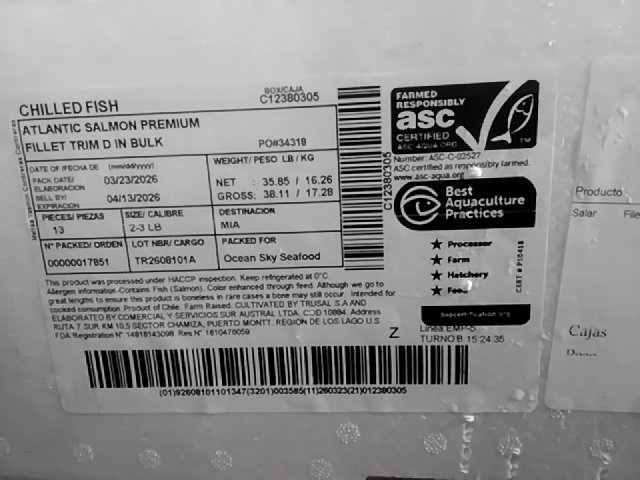 CHILLED FISH
BOX/CAJA
C12380305
ATLANTIC SALMON PREMIUM
FILLET TRIM D IN BULK
PO#34318
DATE OF /FECHA DE (mm/dd/yyyy)
PACK DATE / 03/23/2026
ELABORACION
SELL BY/ 04/13/2026
EXPIRACION
WEIGHT/ PESO LB / KG
NET : 35.85 / 16.26
GROSS: 38.11 / 17.28
PIECES/ PIEZAS
13
SIZE/ CALIBRE
2-3 LB
DESTINACION
MIA
Nº PACKED/ORDEN
00000017851
LOT NBR/CARGO
TR2608101A
PACKED FOR
Ocean Sky Seafood
This product was processed under HACCP inspection. Keep refrigerated at 0°C
Allergen information-Contains Fish (Salmon). Color enhanced through feed. Although we go
great lengths to ensure this product is boneless in rare cases a bone may still occur. Intended for
cooked consumption. Product of Chile. Farm Raised. CULTIVATED BY TRUSAL S.A AND
ELABORATED BY COMERCIAL Y SERVICIOS SUR AUSTRAL LTDA. COD 10884. Address
RUTA 7 SUR KM 10,5 SECTOR CHAMIZA, PUERTO MONTT. REGION DE LOS LAGO U.S
FDA Registration Nº 14816143098 Res Nº 1610476059
(01)92608101101347(3201)003585(11)260323(21)012380305
Z
C12380305
FARMED
RESPONSIBLY
asc
CERTIFIED
ASC-AQUA.ORG
TM
Number: ASC-C-02527
ASC certified as responsibly farmed.
www.asc-aqua.org
Best
Aquaculture
Practices
Processor
Farm
Hatchery
Feed
CERT # P10418
bapcertification.org
Linea:EMP-5
TURNO B 15:24:35
Producto
Salar
File
Cajas